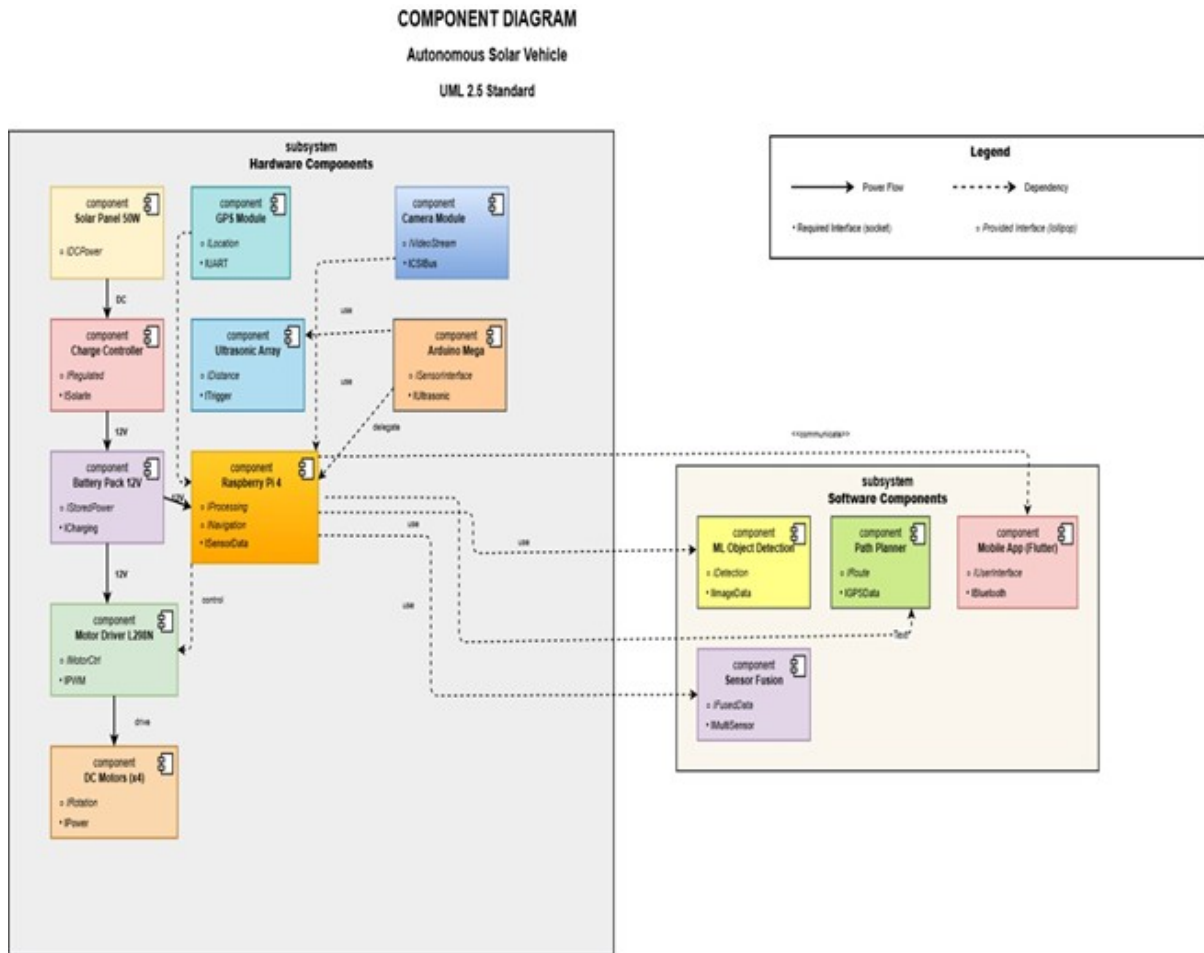 COMPONENT DIAGRAM
Autonomous Solar Vehicle
UML 2.5 Standard
subsystem
Hardware Components
component
Solar Panel 50W
¤ IDCPower
DC
component
GPS Module
¤ ILocation
• IUART
component
Camera Module
¤ IVideoStream
• ICSIBus
component
Charge Controller
¤ IRegulated
• ISolarIn
12V
component
Ultrasonic Array
¤ IDistance
• ITrigger
use
use
component
Arduino Mega
¤ ISensorInterface
• IUltrasonic
delegate
component
Battery Pack 12V
¤ IStoredPower
• ICharging
12V
12V
component
Raspberry Pi 4
¤ IProcessing
¤ INavigation
• ISensorData
control
use
use
use
component
Motor Driver L298N
¤ IMotorCtrl
• IPWM
drive
component
DC Motors (x4)
¤ IRotation
• IPower
Legend
Power Flow
Dependency
• Required Interface (socket)
¤ Provided Interface (lollipop)
<<communicate>>
subsystem
Software Components
component
ML Object Detection
¤ IDetection
• IImageData
component
Path Planner
¤ IRoute
• IGPSData
component
Mobile App (Flutter)
¤ IUserInterface
• IBluetooth
Text
component
Sensor Fusion
¤ IFusedData
• IMultiSensor